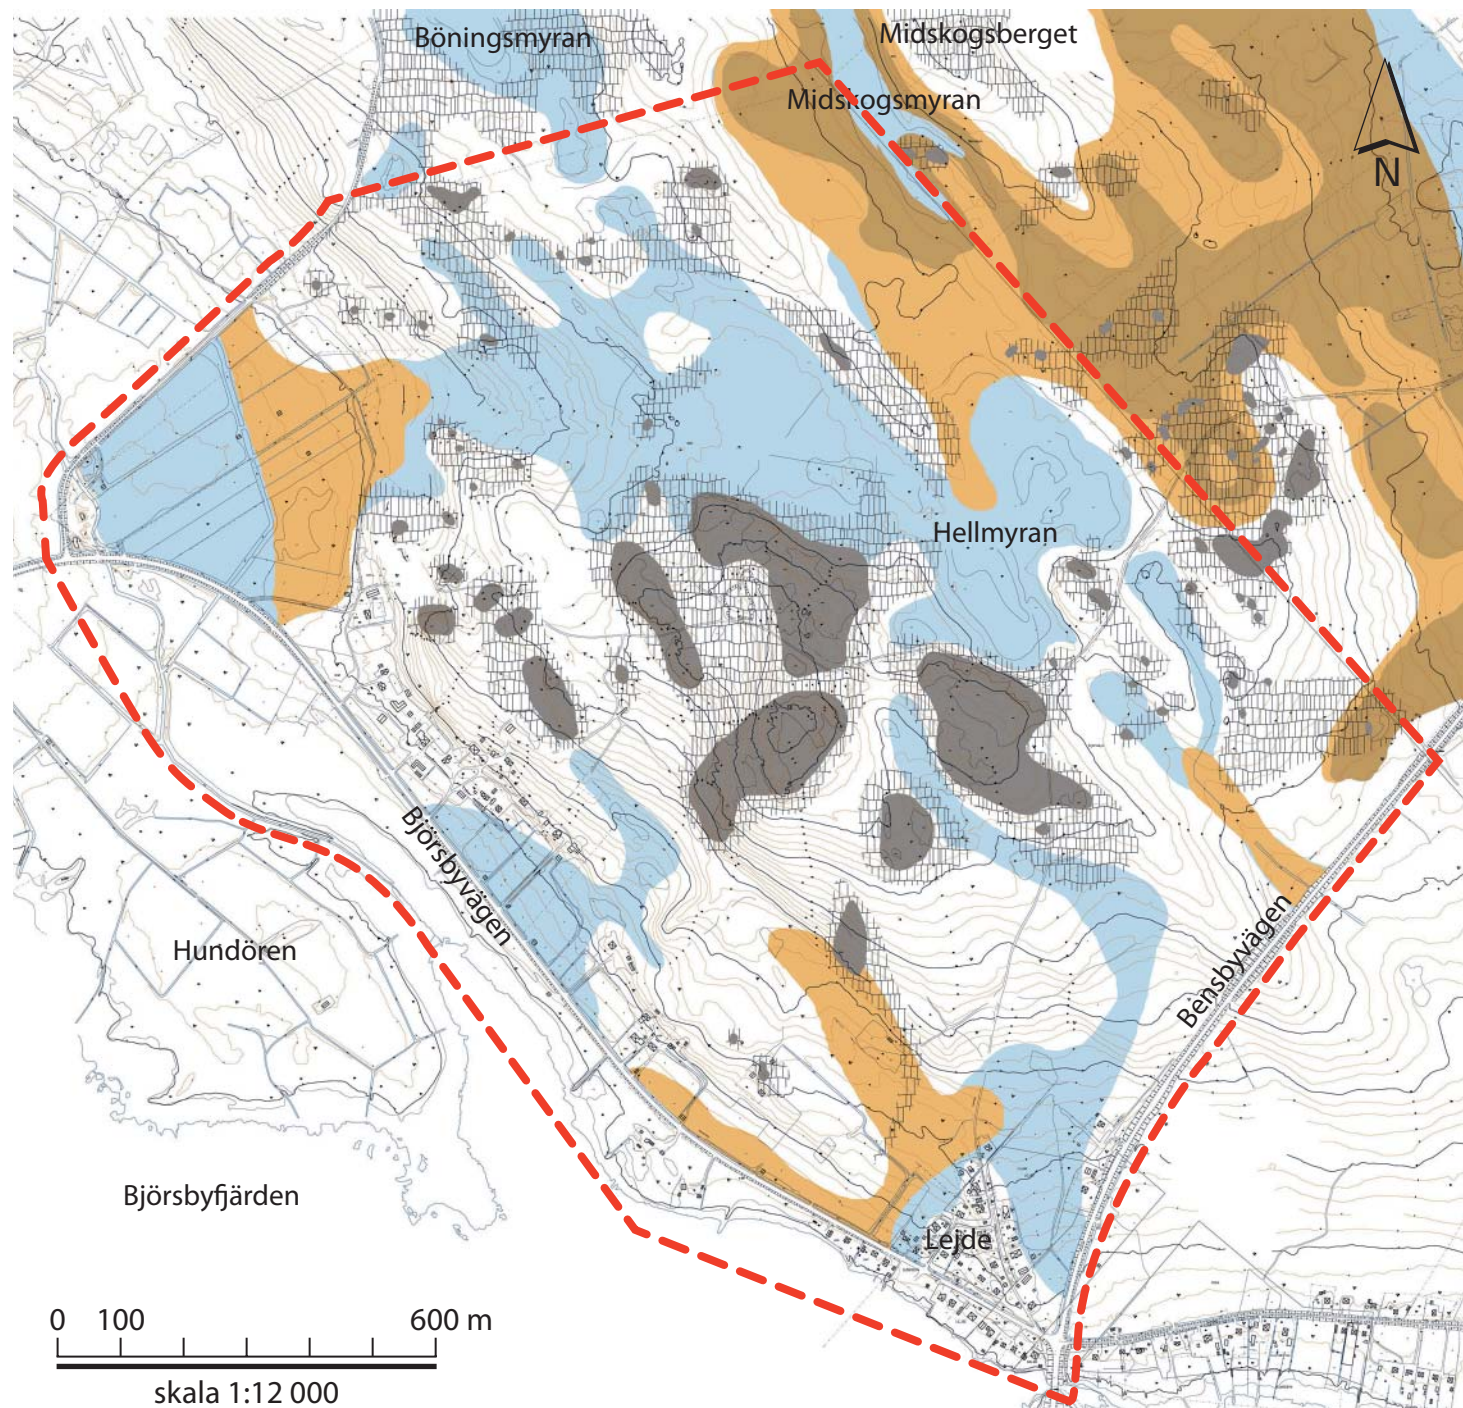 Böningsmyran
Midskogsberget
Midskogsmyran
N
Hellmyran
Björsbyvägen
Hundören
Bensbyvägen
Björsbyfjärden
Lejde
0 100 600 m
skala 1:12 000